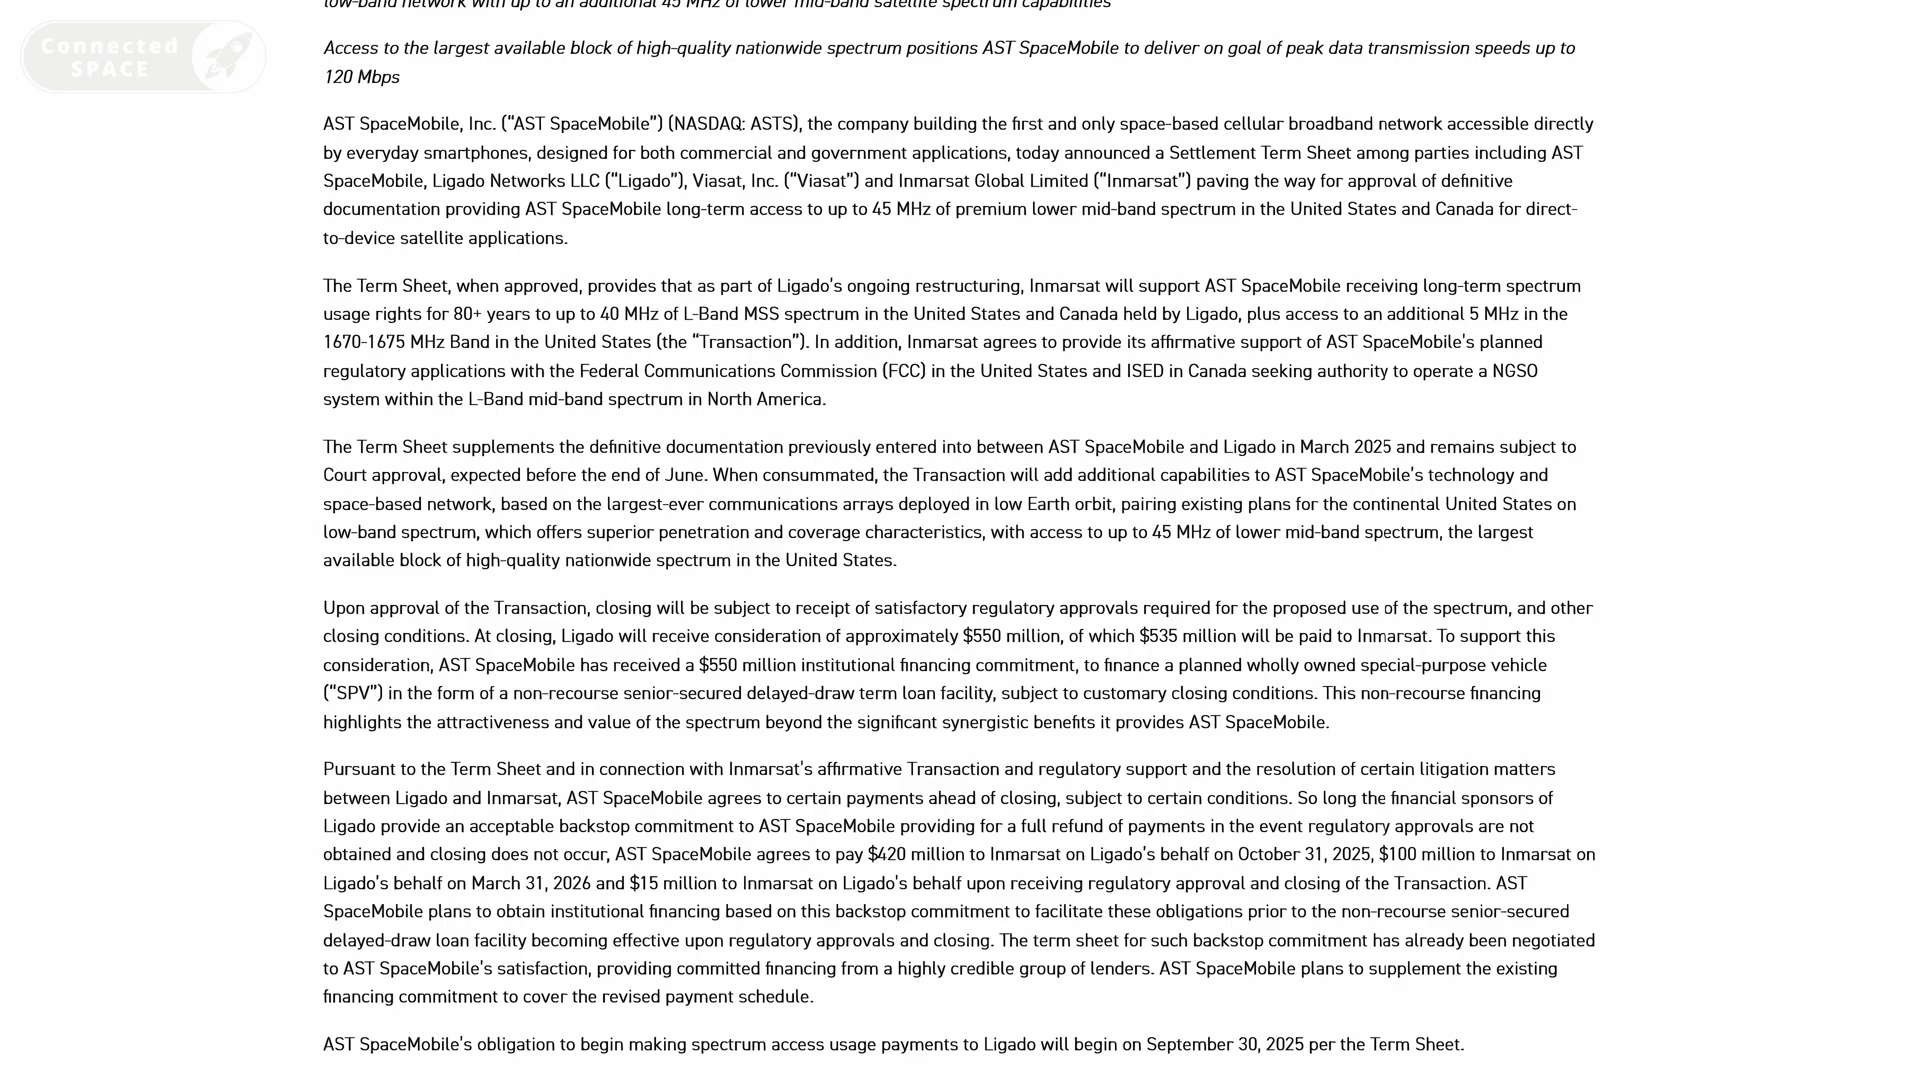 low-band network with up to an additional 45 MHz of lower mid-band satellite spectrum capabilities
Connected
SPACE
Access to the largest available block of high-quality nationwide spectrum positions AST SpaceMobile to deliver on goal of peak data transmission speeds up to
120 Mbps
AST SpaceMobile, Inc. (“AST SpaceMobile”) (NASDAQ: ASTS), the company building the first and only space-based cellular broadband network accessible directly
by everyday smartphones, designed for both commercial and government applications, today announced a Settlement Term Sheet among parties including AST
SpaceMobile, Ligado Networks LLC (“Ligado”), Viasat, Inc. (“Viasat”) and Inmarsat Global Limited (“Inmarsat”) paving the way for approval of definitive
documentation providing AST SpaceMobile long-term access to up to 45 MHz of premium lower mid-band spectrum in the United States and Canada for direct-
to-device satellite applications.
The Term Sheet, when approved, provides that as part of Ligado’s ongoing restructuring, Inmarsat will support AST SpaceMobile receiving long-term spectrum
usage rights for 80+ years to up to 40 MHz of L-Band MSS spectrum in the United States and Canada held by Ligado, plus access to an additional 5 MHz in the
1670-1675 MHz Band in the United States (the “Transaction”). In addition, Inmarsat agrees to provide its affirmative support of AST SpaceMobile’s planned
regulatory applications with the Federal Communications Commission (FCC) in the United States and ISED in Canada seeking authority to operate a NGSO
system within the L-Band mid-band spectrum in North America.
The Term Sheet supplements the definitive documentation previously entered into between AST SpaceMobile and Ligado in March 2025 and remains subject to
Court approval, expected before the end of June. When consummated, the Transaction will add additional capabilities to AST SpaceMobile’s technology and
space-based network, based on the largest-ever communications arrays deployed in low Earth orbit, pairing existing plans for the continental United States on
low-band spectrum, which offers superior penetration and coverage characteristics, with access to up to 45 MHz of lower mid-band spectrum, the largest
available block of high-quality nationwide spectrum in the United States.
Upon approval of the Transaction, closing will be subject to receipt of satisfactory regulatory approvals required for the proposed use of the spectrum, and other
closing conditions. At closing, Ligado will receive consideration of approximately $550 million, of which $535 million will be paid to Inmarsat. To support this
consideration, AST SpaceMobile has received a $550 million institutional financing commitment, to finance a planned wholly owned special-purpose vehicle
(“SPV”) in the form of a non-recourse senior-secured delayed-draw term loan facility, subject to customary closing conditions. This non-recourse financing
highlights the attractiveness and value of the spectrum beyond the significant synergistic benefits it provides AST SpaceMobile.
Pursuant to the Term Sheet and in connection with Inmarsat’s affirmative Transaction and regulatory support and the resolution of certain litigation matters
between Ligado and Inmarsat, AST SpaceMobile agrees to certain payments ahead of closing, subject to certain conditions. So long the financial sponsors of
Ligado provide an acceptable backstop commitment to AST SpaceMobile providing for a full refund of payments in the event regulatory approvals are not
obtained and closing does not occur, AST SpaceMobile agrees to pay $420 million to Inmarsat on Ligado’s behalf on October 31, 2025, $100 million to Inmarsat on
Ligado’s behalf on March 31, 2026 and $15 million to Inmarsat on Ligado’s behalf upon receiving regulatory approval and closing of the Transaction. AST
SpaceMobile plans to obtain institutional financing based on this backstop commitment to facilitate these obligations prior to the non-recourse senior-secured
delayed-draw loan facility becoming effective upon regulatory approvals and closing. The term sheet for such backstop commitment has already been negotiated
to AST SpaceMobile’s satisfaction, providing committed financing from a highly credible group of lenders. AST SpaceMobile plans to supplement the existing
financing commitment to cover the revised payment schedule.
AST SpaceMobile’s obligation to begin making spectrum access usage payments to Ligado will begin on September 30, 2025 per the Term Sheet.